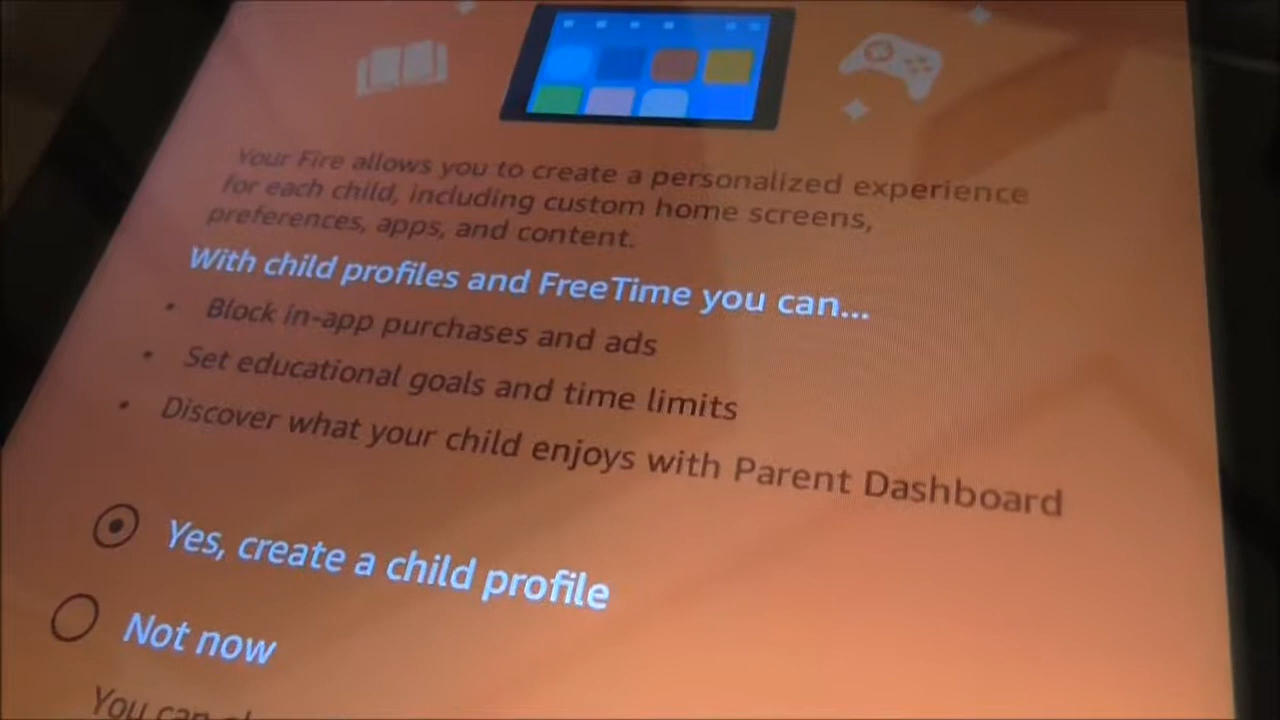 Your Fire allows you to create a personalized experience
for each child, including custom home screens,
preferences, apps, and content.
With child profiles and FreeTime you can...
• Block in-app purchases and ads
• Set educational goals and time limits
• Discover what your child enjoys with Parent Dashboard
Yes, create a child profile
Not now
You can